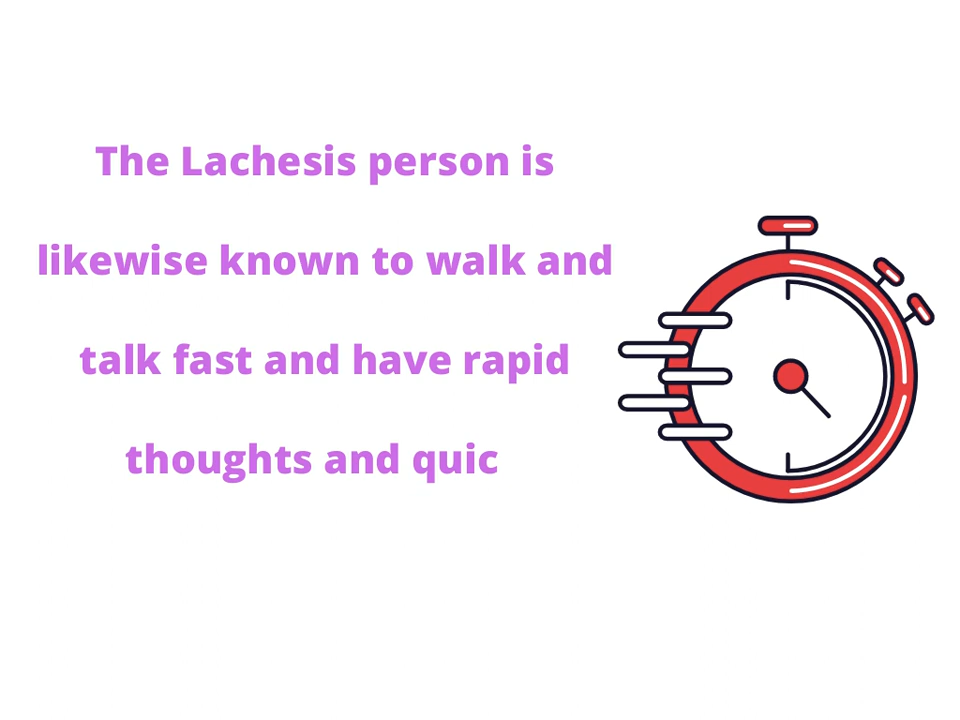 The Lachesis person is
likewise known to walk and
talk fast and have rapid
thoughts and quic